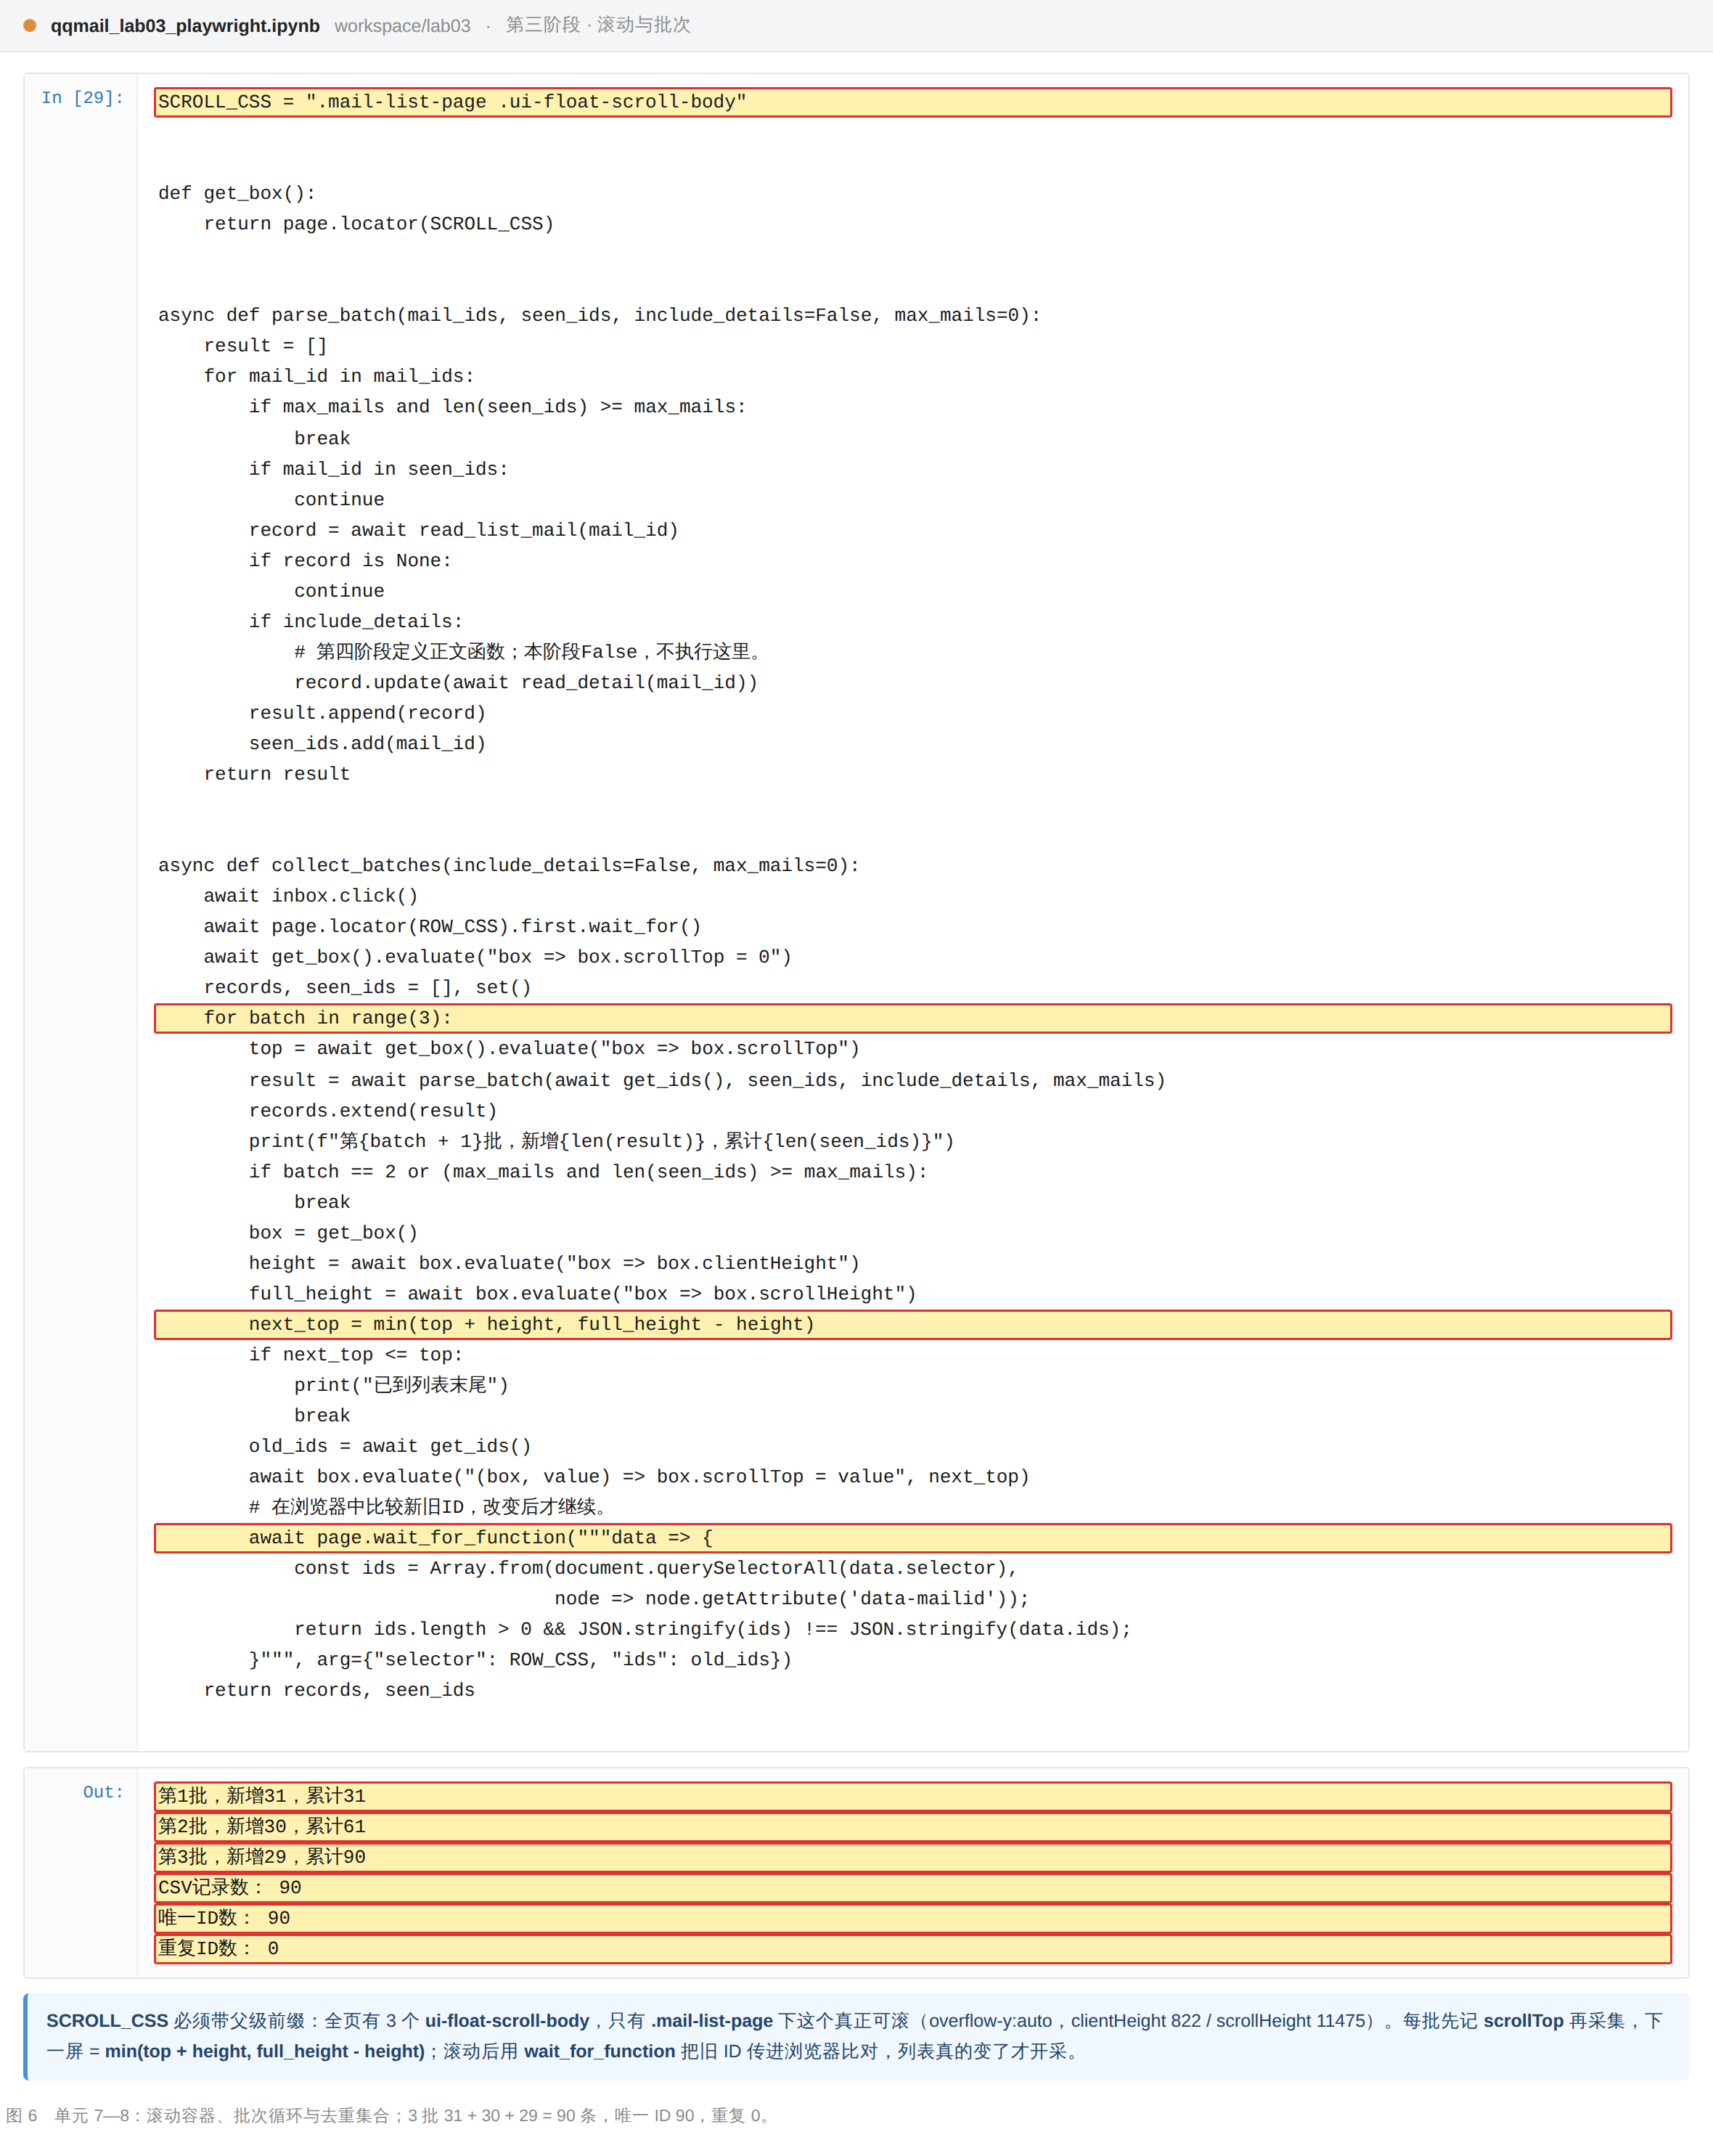 qqmail_lab03_playwright.ipynb workspace/lab03 · 第三阶段 · 滚动与批次
In [29]:
SCROLL_CSS = ".mail-list-page .ui-float-scroll-body"
def get_box():
    return page.locator(SCROLL_CSS)
async def parse_batch(mail_ids, seen_ids, include_details=False, max_mails=0):
    result = []
    for mail_id in mail_ids:
        if max_mails and len(seen_ids) >= max_mails:
            break
        if mail_id in seen_ids:
            continue
        record = await read_list_mail(mail_id)
        if record is None:
            continue
        if include_details:
            # 第四阶段定义正文函数；本阶段False，不执行这里。
            record.update(await read_detail(mail_id))
        result.append(record)
        seen_ids.add(mail_id)
    return result
async def collect_batches(include_details=False, max_mails=0):
    await inbox.click()
    await page.locator(ROW_CSS).first.wait_for()
    await get_box().evaluate("box => box.scrollTop = 0")
    records, seen_ids = [], set()
    for batch in range(3):
        top = await get_box().evaluate("box => box.scrollTop")
        result = await parse_batch(await get_ids(), seen_ids, include_details, max_mails)
        records.extend(result)
        print(f"第{batch + 1}批，新增{len(result)}，累计{len(seen_ids)}")
        if batch == 2 or (max_mails and len(seen_ids) >= max_mails):
            break
        box = get_box()
        height = await box.evaluate("box => box.clientHeight")
        full_height = await box.evaluate("box => box.scrollHeight")
        next_top = min(top + height, full_height - height)
        if next_top <= top:
            print("已到列表末尾")
            break
        old_ids = await get_ids()
        await box.evaluate("(box, value) => box.scrollTop = value", next_top)
        # 在浏览器中比较新旧ID，改变后才继续。
        await page.wait_for_function("""data => {
            const ids = Array.from(document.querySelectorAll(data.selector),
                                   node => node.getAttribute('data-mailid'));
            return ids.length > 0 && JSON.stringify(ids) !== JSON.stringify(data.ids);
        }""", arg={"selector": ROW_CSS, "ids": old_ids})
    return records, seen_ids
Out:
第1批，新增31，累计31
第2批，新增30，累计61
第3批，新增29，累计90
CSV记录数： 90
唯一ID数： 90
重复ID数： 0
SCROLL_CSS 必须带父级前缀：全页有 3 个 ui-float-scroll-body，只有 .mail-list-page 下这个真正可滚（overflow-y:auto，clientHeight 822 / scrollHeight 11475）。每批先记 scrollTop 再采集，下
一屏 = min(top + height, full_height - height)；滚动后用 wait_for_function 把旧 ID 传进浏览器比对，列表真的变了才开采。
图 6 单元 7—8：滚动容器、批次循环与去重集合；3 批 31 + 30 + 29 = 90 条，唯一 ID 90，重复 0。